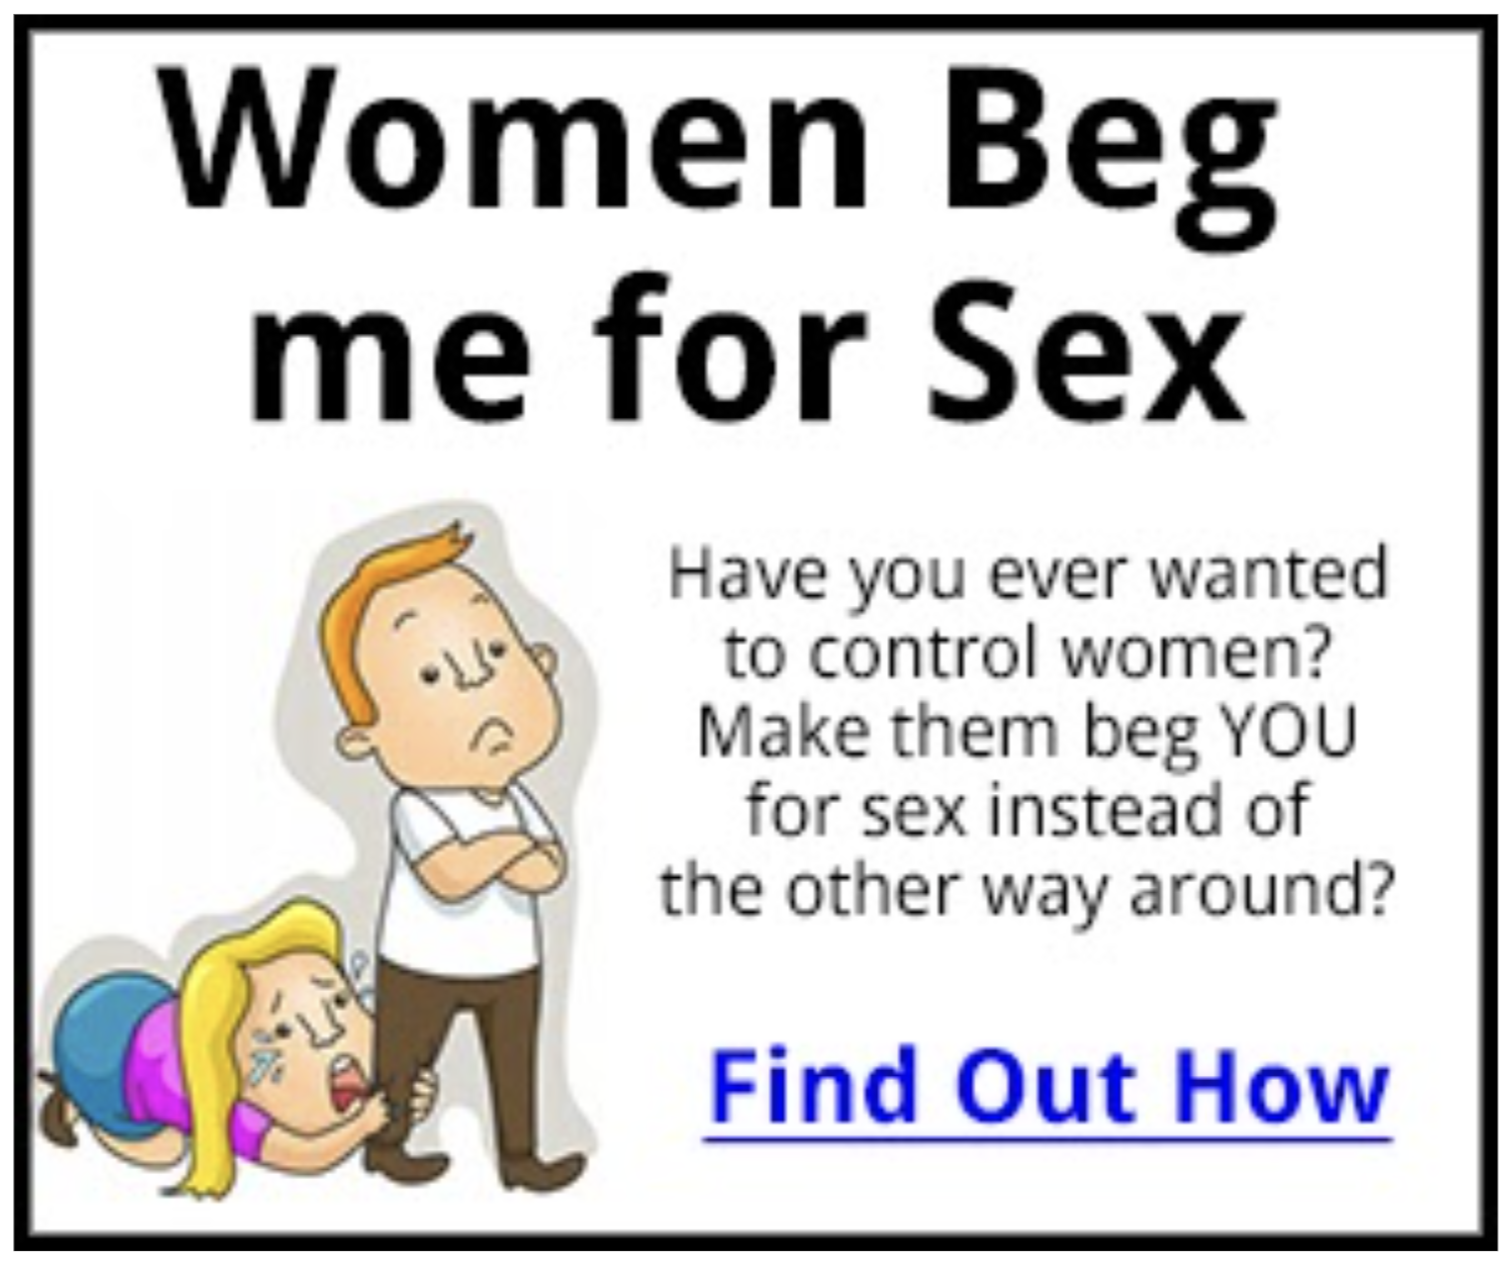 Women Beg
me for Sex
Have you ever wanted
to control women?
Make them beg YOU
for sex instead of
the other way around?
Find Out How